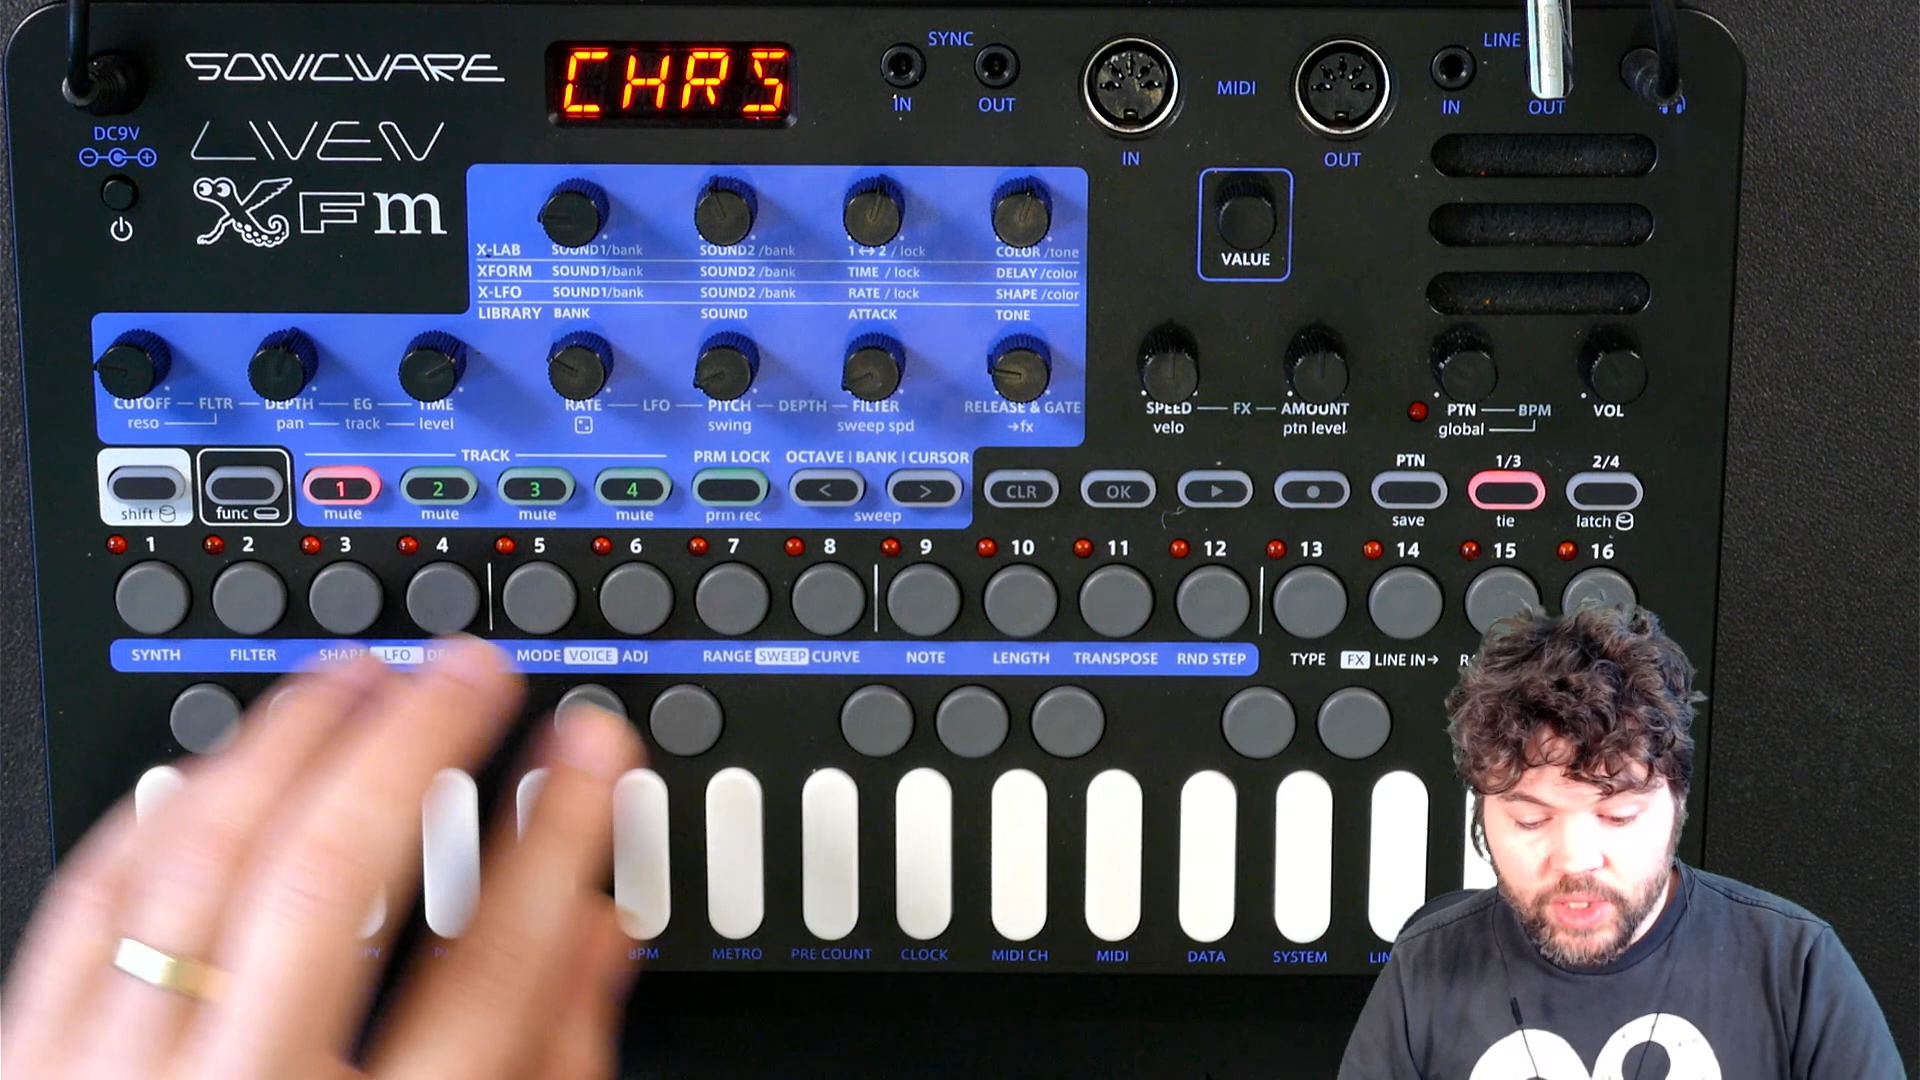 SONICWARE
CHRS
SYNC
IN
OUT
MIDI
IN
OUT
LINE
IN
OUT
DC9V
LIVEN
XFm
X-LAB SOUND1/bank SOUND2/bank 1↔2/lock COLOR/tone
XFORM SOUND1/bank SOUND2/bank TIME/lock DELAY/color
X-LFO SOUND1/bank SOUND2/bank RATE/lock SHAPE/color
LIBRARY BANK SOUND ATTACK TONE
VALUE
CUTOFF — FLTR — DEPTH — EG — TIME
reso pan — track — level
RATE — LFO — PITCH — DEPTH — FILTER
swing sweep spd
RELEASE & GATE
→fx
SPEED — FX — AMOUNT
velo ptn level
PTN — BPM
global
VOL
TRACK PRM LOCK OCTAVE | BANK | CURSOR PTN 1/3 2/4
1 2 3 4 < > CLR OK
shift func mute mute mute mute prm rec sweep save tie latch
1 2 3 4 5 6 7 8 9 10 11 12 13 14 15 16
SYNTH FILTER SHAPE LFO MODE VOICE ADJ RANGE SWEEP CURVE NOTE LENGTH TRANSPOSE RND STEP TYPE FX LINE IN→
BPM METRO PRE COUNT CLOCK MIDI CH MIDI DATA SYSTEM